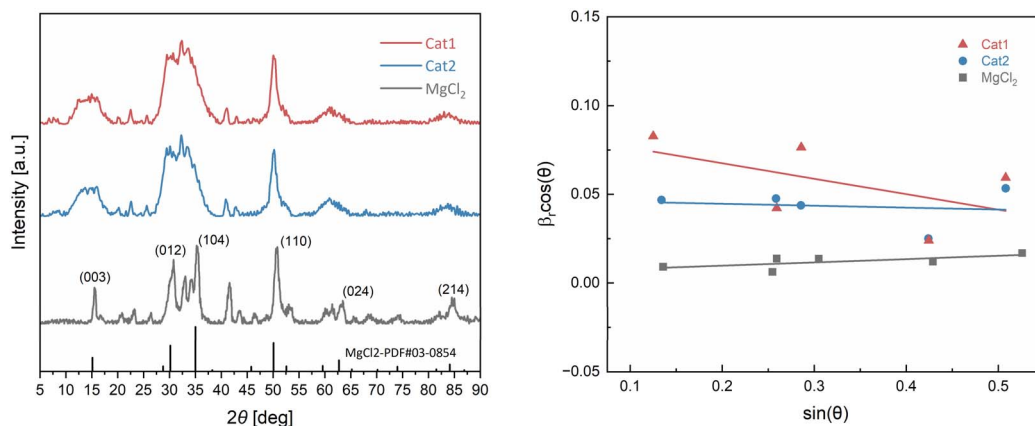 Intensity [a.u.]
Cat1
Cat2
MgCl₂
(003)
(012)
(104)
(110)
(024)
(214)
MgCl2-PDF#03-0854
5 10 15 20 25 30 35 40 45 50 55 60 65 70 75 80 85 90
2θ [deg]
βᵣcos(θ)
0.15
0.10
0.05
0.00
−0.05
Cat1
Cat2
MgCl₂
0.1 0.2 0.3 0.4 0.5
sin(θ)